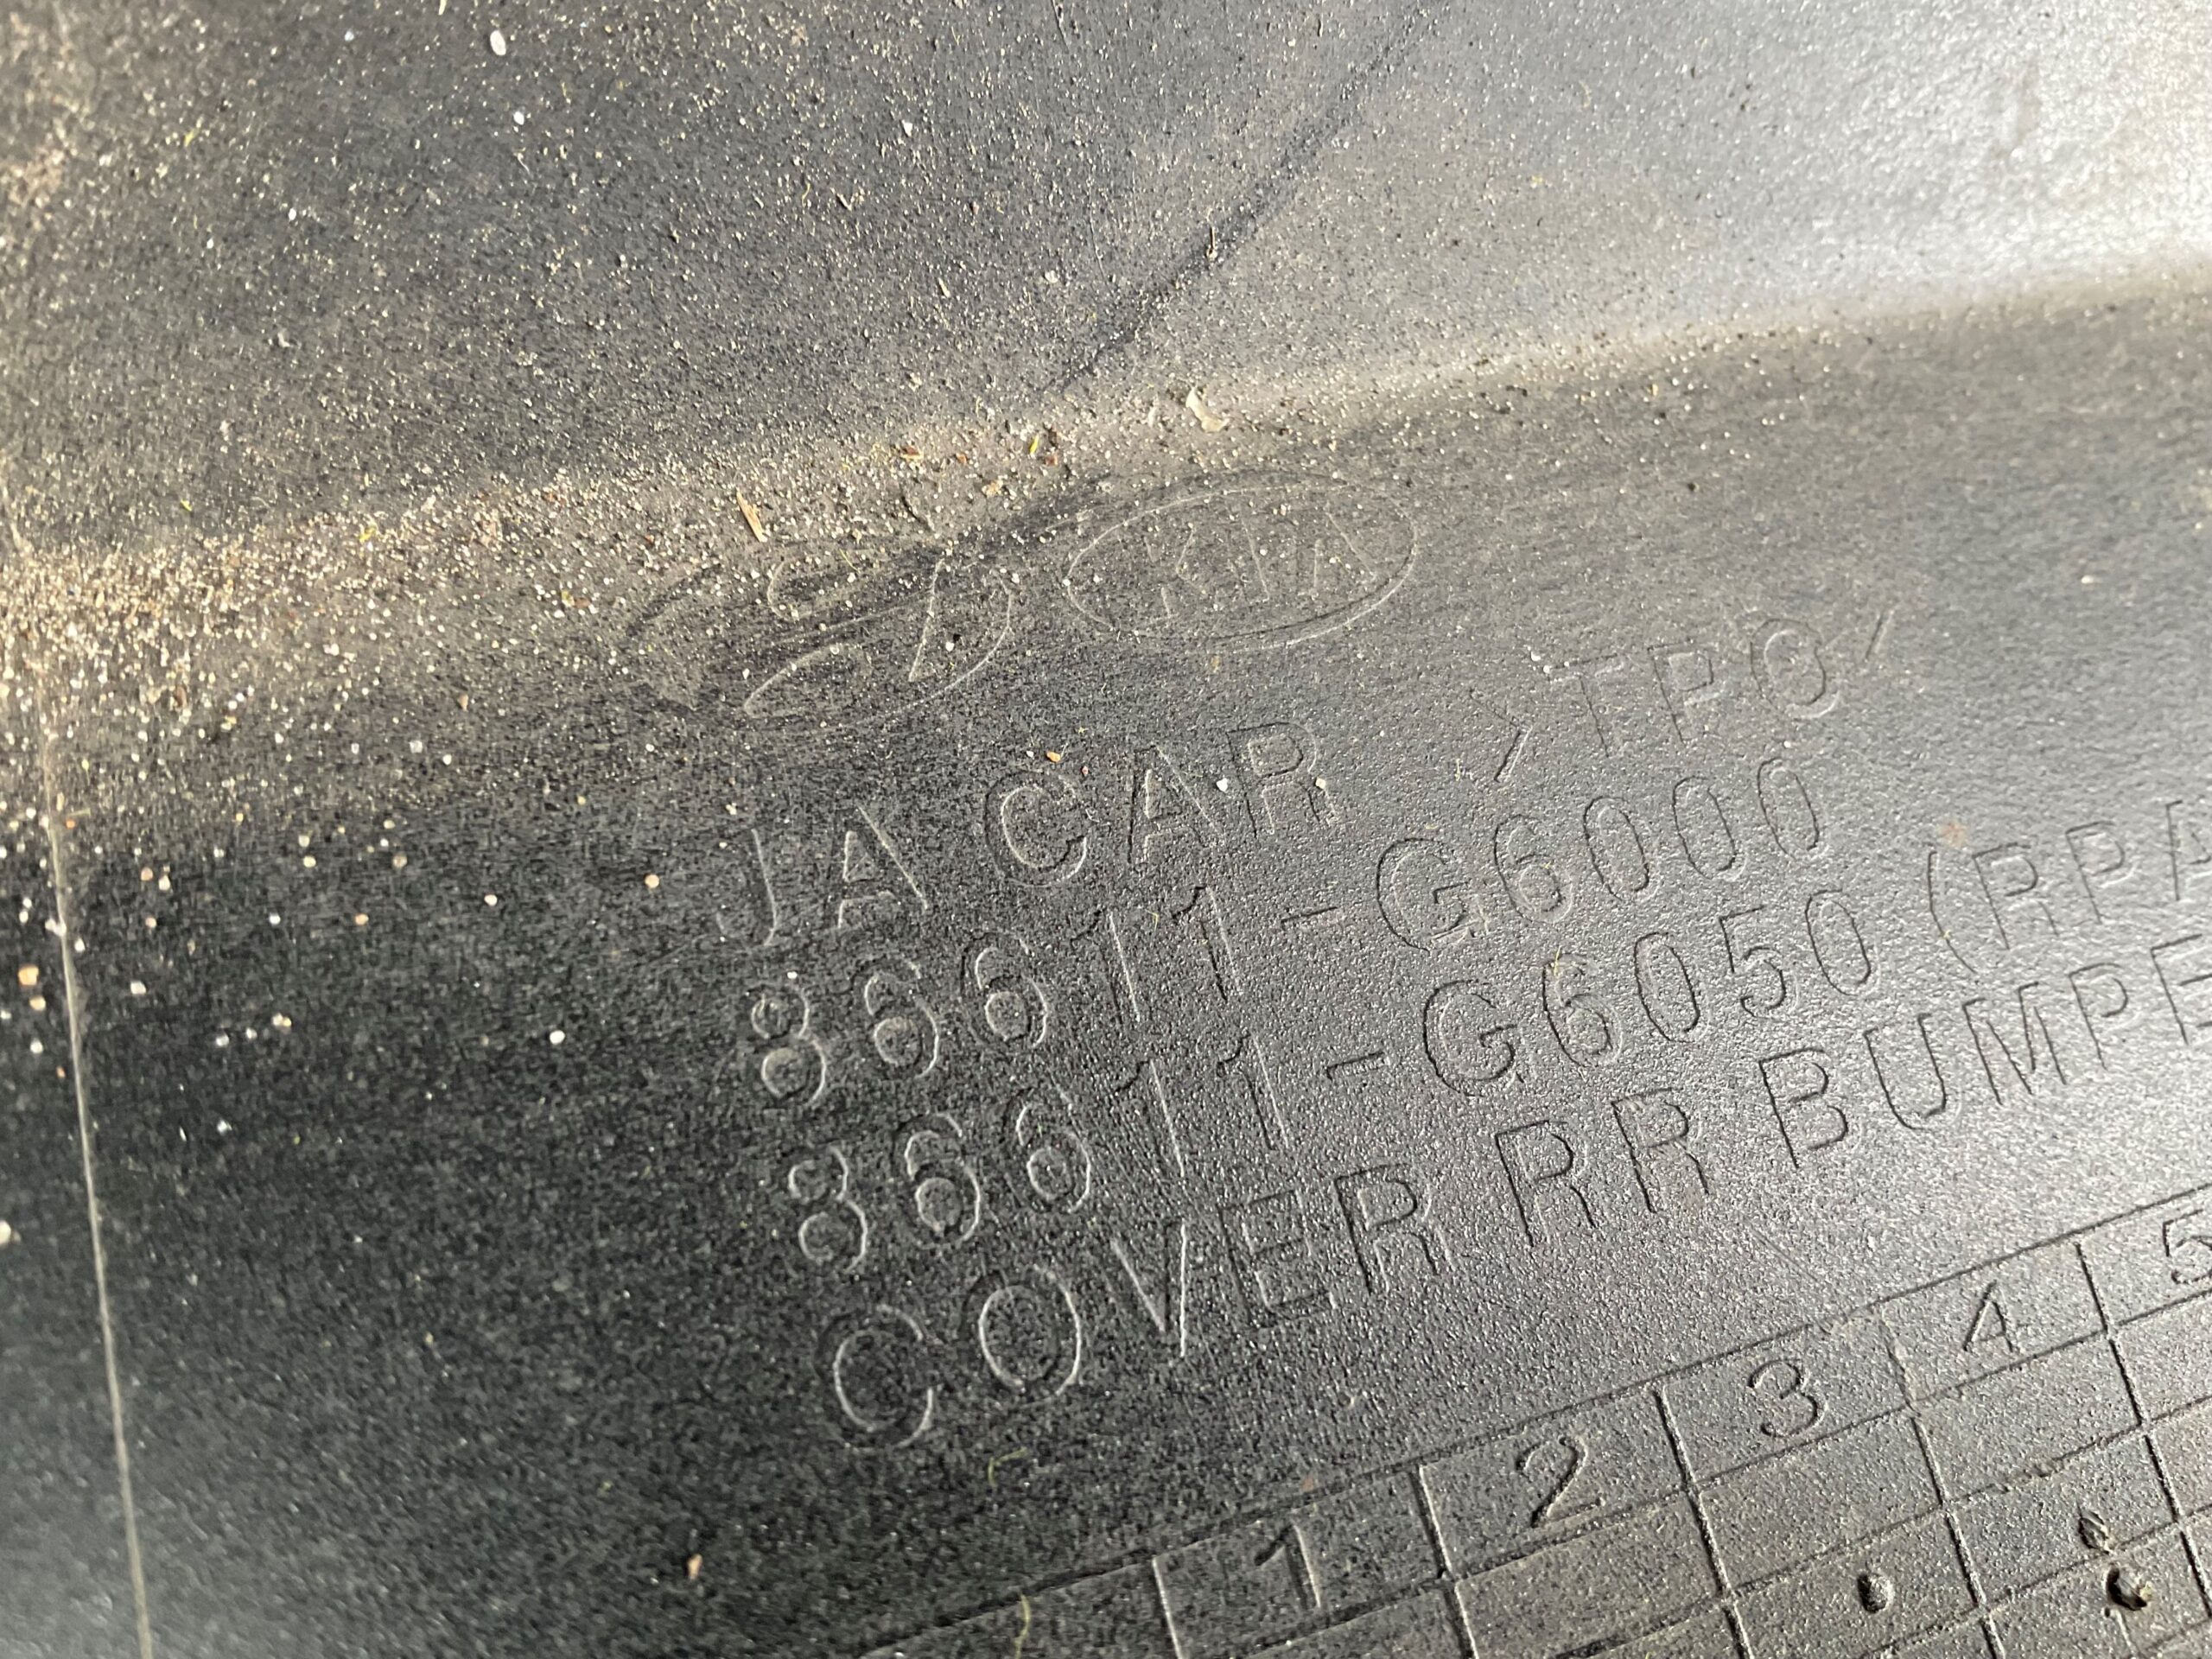 KIA
>TPO<
JA CAR
86611-G6000
86611-G6050 (RPA
COVER RR BUMPE
1 2 3 4 5